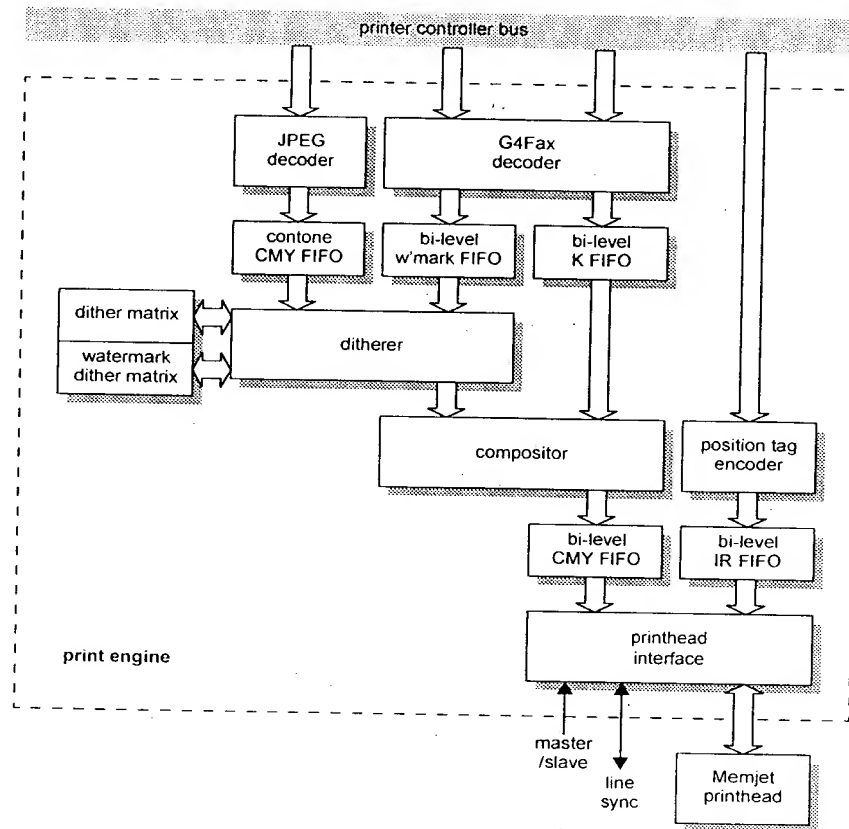 printer controller bus
JPEG
decoder
G4Fax
decoder
contone
CMY FIFO
bi-level
w'mark FIFO
bi-level
K FIFO
dither matrix
watermark
dither matrix
ditherer
compositor
position tag
encoder
bi-level
CMY FIFO
bi-level
IR FIFO
print engine
printhead
interface
master
/slave
line
sync
Memjet
printhead